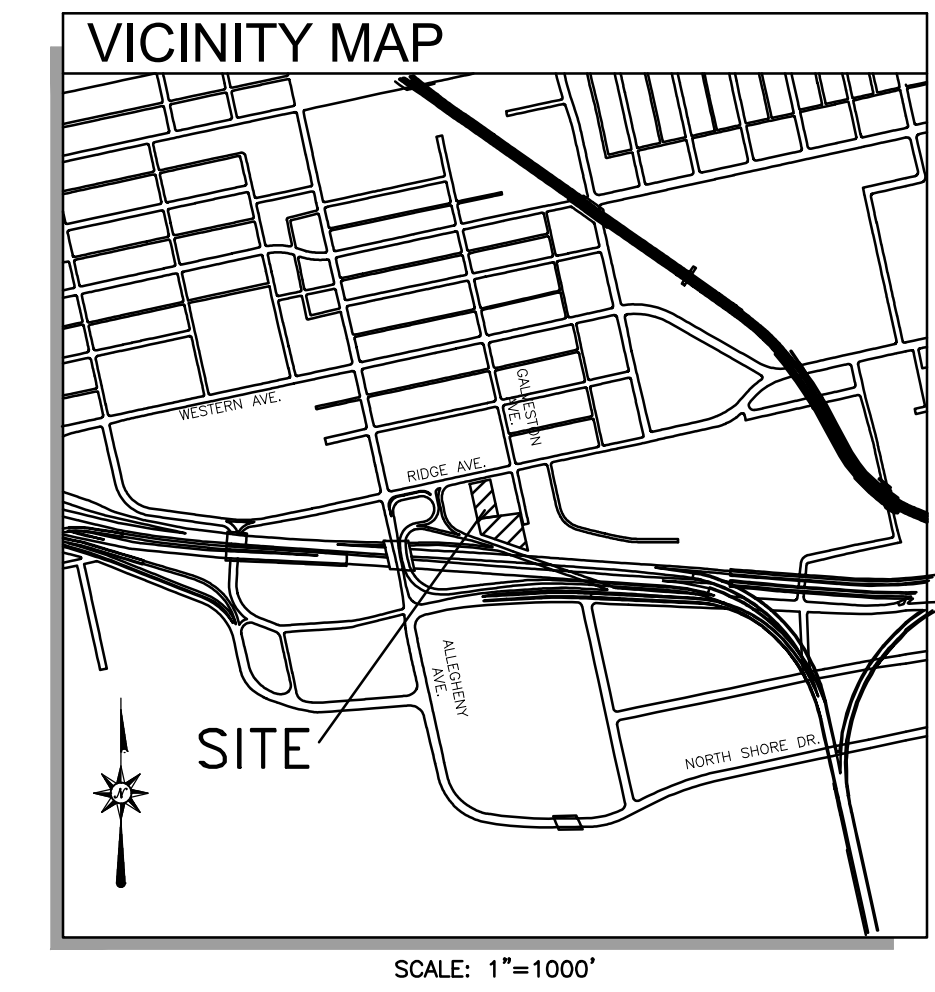 VICINITY MAP
WESTERN AVE.
GALVESTON
AVE.
RIDGE AVE.
ALLEGHENY
AVE.
SITE
NORTH SHORE DR.
N
SCALE: 1"=1000'